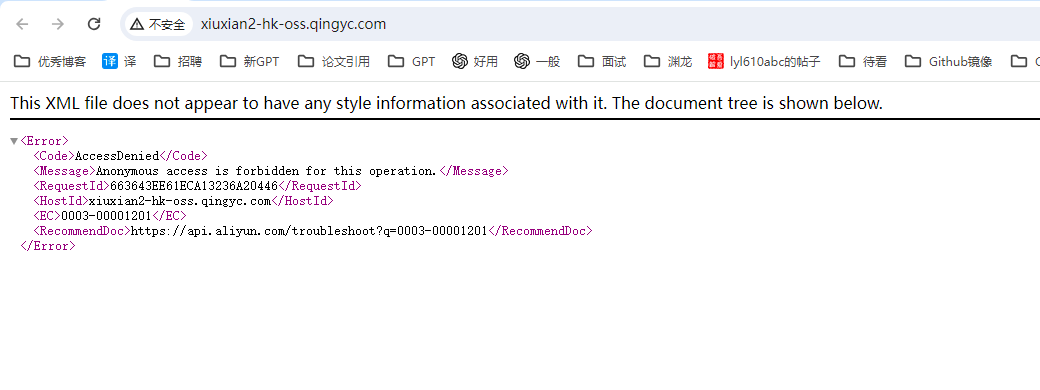 不安全 xiuxian2-hk-oss.qingyc.com
优秀博客 译 译 招聘 新GPT 论文引用 GPT 好用 一般 面试 渊龙 lyl610abc的帖子 待看 Github镜像
This XML file does not appear to have any style information associated with it. The document tree is shown below.
<Error>
<Code>AccessDenied</Code>
<Message>Anonymous access is forbidden for this operation.</Message>
<RequestId>663643EE61ECA13236A20446</RequestId>
<HostId>xiuxian2-hk-oss.qingyc.com</HostId>
<EC>0003-00001201</EC>
<RecommendDoc>https://api.aliyun.com/troubleshoot?q=0003-00001201</RecommendDoc>
</Error>